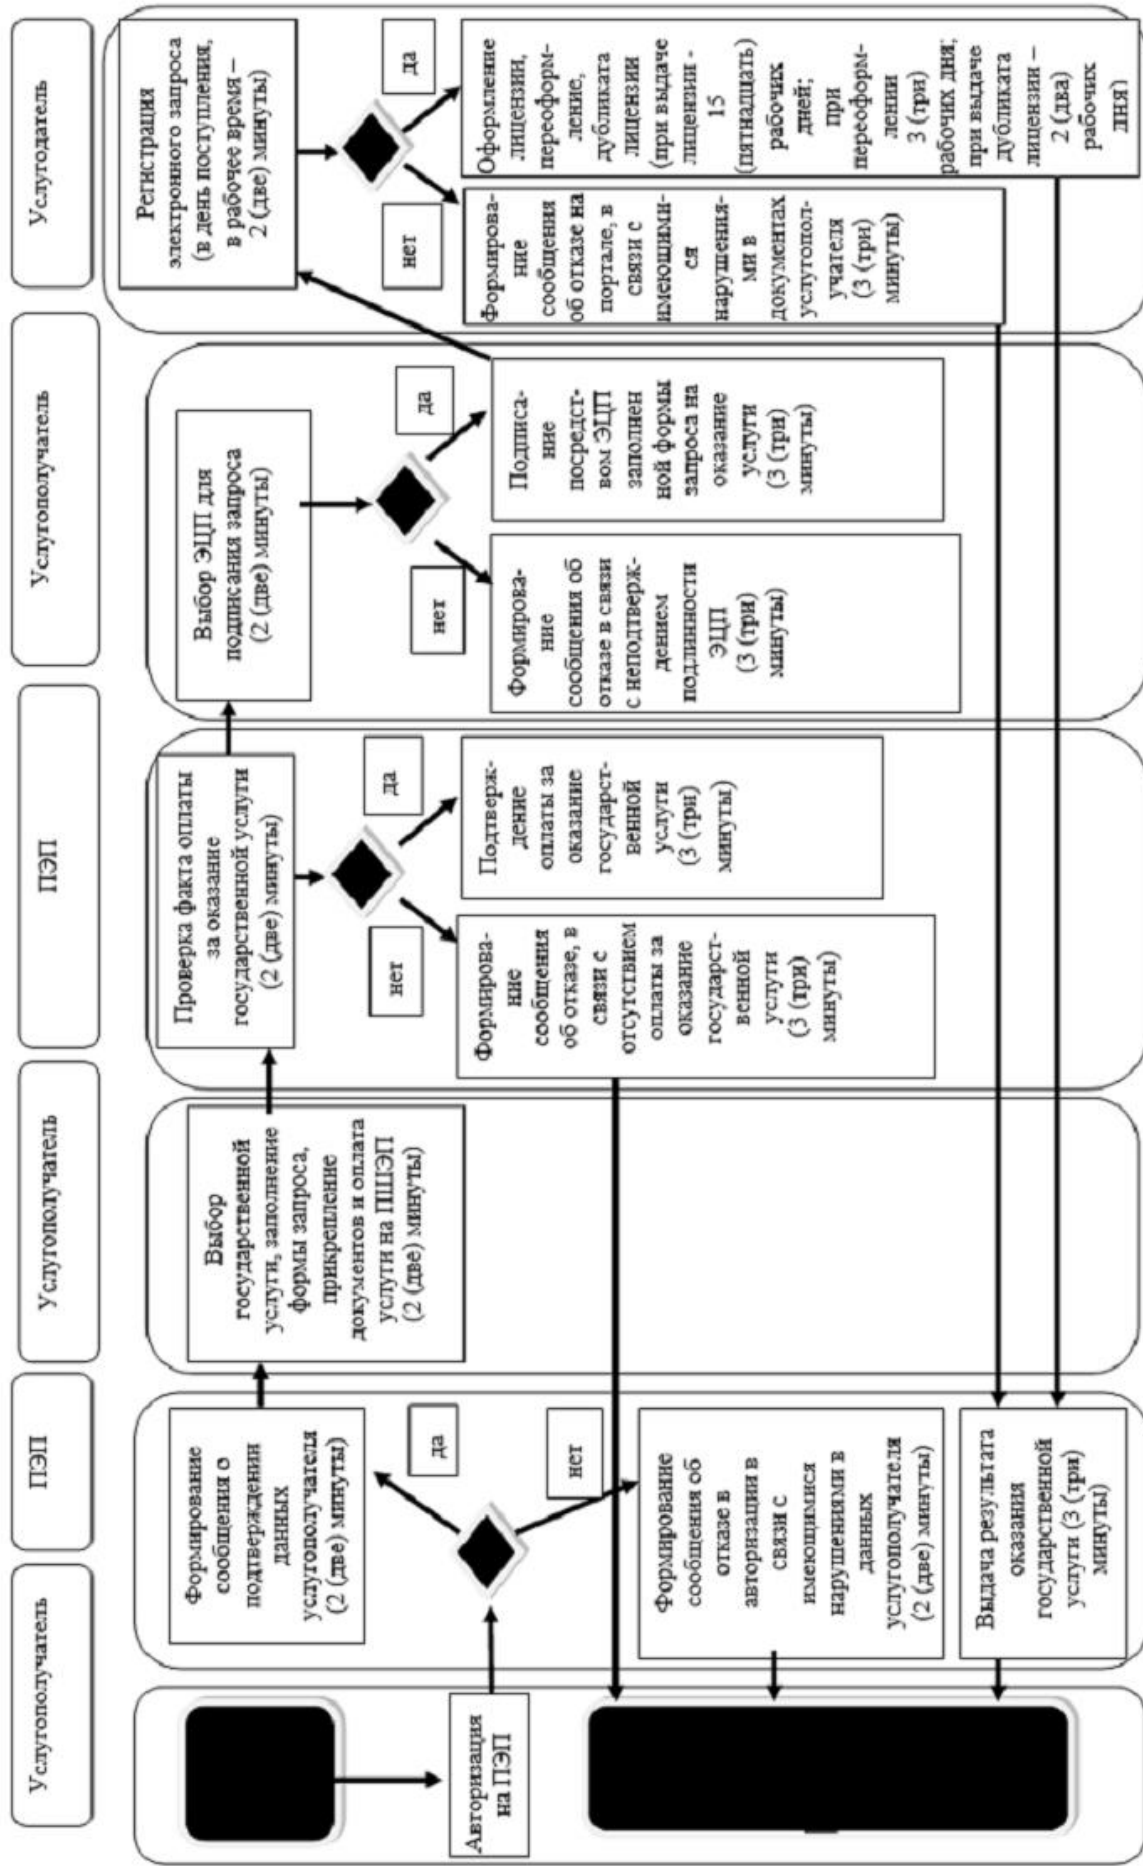 Услугополучатель
ПЭП
Услугополучатель
ПЭП
Услугополучатель
Услугодатель
Авторизация
на ПЭП
Формирование
сообщения о
подтверждении
данных
услугополучателя
(2 (две) минуты)
да
нет
Формирование
сообщения об
отказе в
авторизации в
связи с
имеющимися
нарушениями в
данных
услугополучателя
(2 (две) минуты)
Выдача результата
оказания
государственной
услуги (3 (три)
минуты)
Выбор
государственной
услуги, заполнение
формы запроса,
прикрепление
документов и оплата
услуги на ПШЭП
(2 (две) минуты)
Проверка факта оплаты
за оказание
государственной услуги
(2 (две) минуты)
нет
да
Формирова-
ние
сообщения
об отказе, в
связи с
отсутствием
оплаты за
оказание
государст-
венной
услуги
(3 (три)
минуты)
Подтверж-
дение
оплаты за
оказание
государст-
венной
услуги
(3 (три)
минуты)
Выбор ЭЦП для
подписания запроса
(2 (две) минуты)
нет
да
Формирова-
ние
сообщения об
отказе в связи
с неподтверж-
дением
подлинности
ЭЦП
(3 (три)
минуты)
Подписа-
ние
посредст-
вом ЭЦП
заполнен
ной формы
запроса на
оказание
услуги
(3 (три)
минуты)
Регистрация
электронного запроса
(в день поступления,
в рабочее время –
2 (две) минуты)
нет
да
Формирова-
ние
сообщения
об отказе на
портале, в
связи с
имеющими-
ся
нарушения-
ми в
документах
услугопол-
учателя
(3 (три)
минуты)
Оформление
лицензии,
переоформ-
ление,
дубликата
лицензии
(при выдаче
лицензии -
15
(пятнадцать)
рабочих
дней;
при
переоформ-
лении
3 (три)
рабочих дня;
при выдаче
дубликата
лицензии –
2 (два)
рабочих
дня)